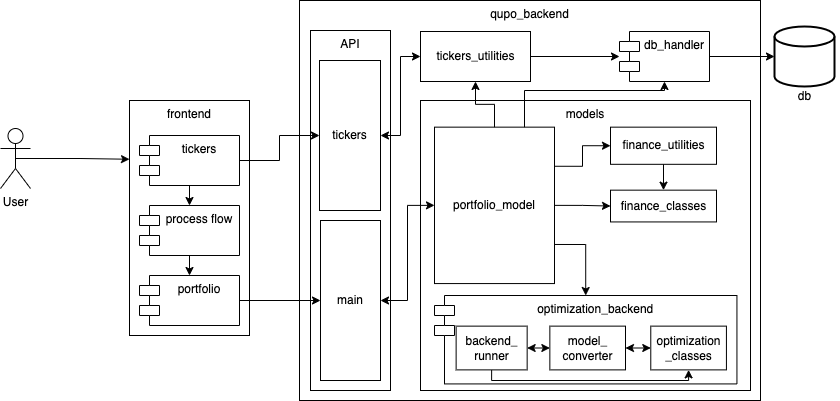 qupo_backend
API
tickers_utilities
db_handler
db
frontend
models
tickers
tickers
finance_utilities
User
process flow
portfolio_model
finance_classes
portfolio
main
optimization_backend
backend_
runner
model_
converter
optimization
_classes